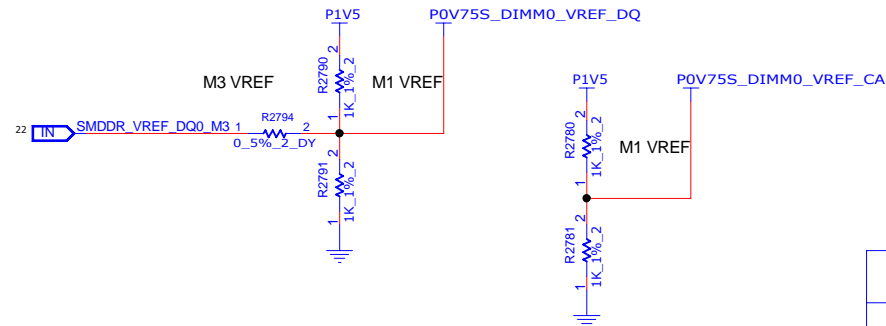 P1V5
P0V75S_DIMM0_VREF_DQ
2
R2790
1K_1%_2
1
M3 VREF
M1 VREF
22
IN
SMDDR_VREF_DQ0_M3
1
R2794
2
0_5%_2_DY
2
R2791
1K_1%_2
1
P1V5
P0V75S_DIMM0_VREF_CA
2
R2780
1K_1%_2
1
M1 VREF
2
R2781
1K_1%_2
1